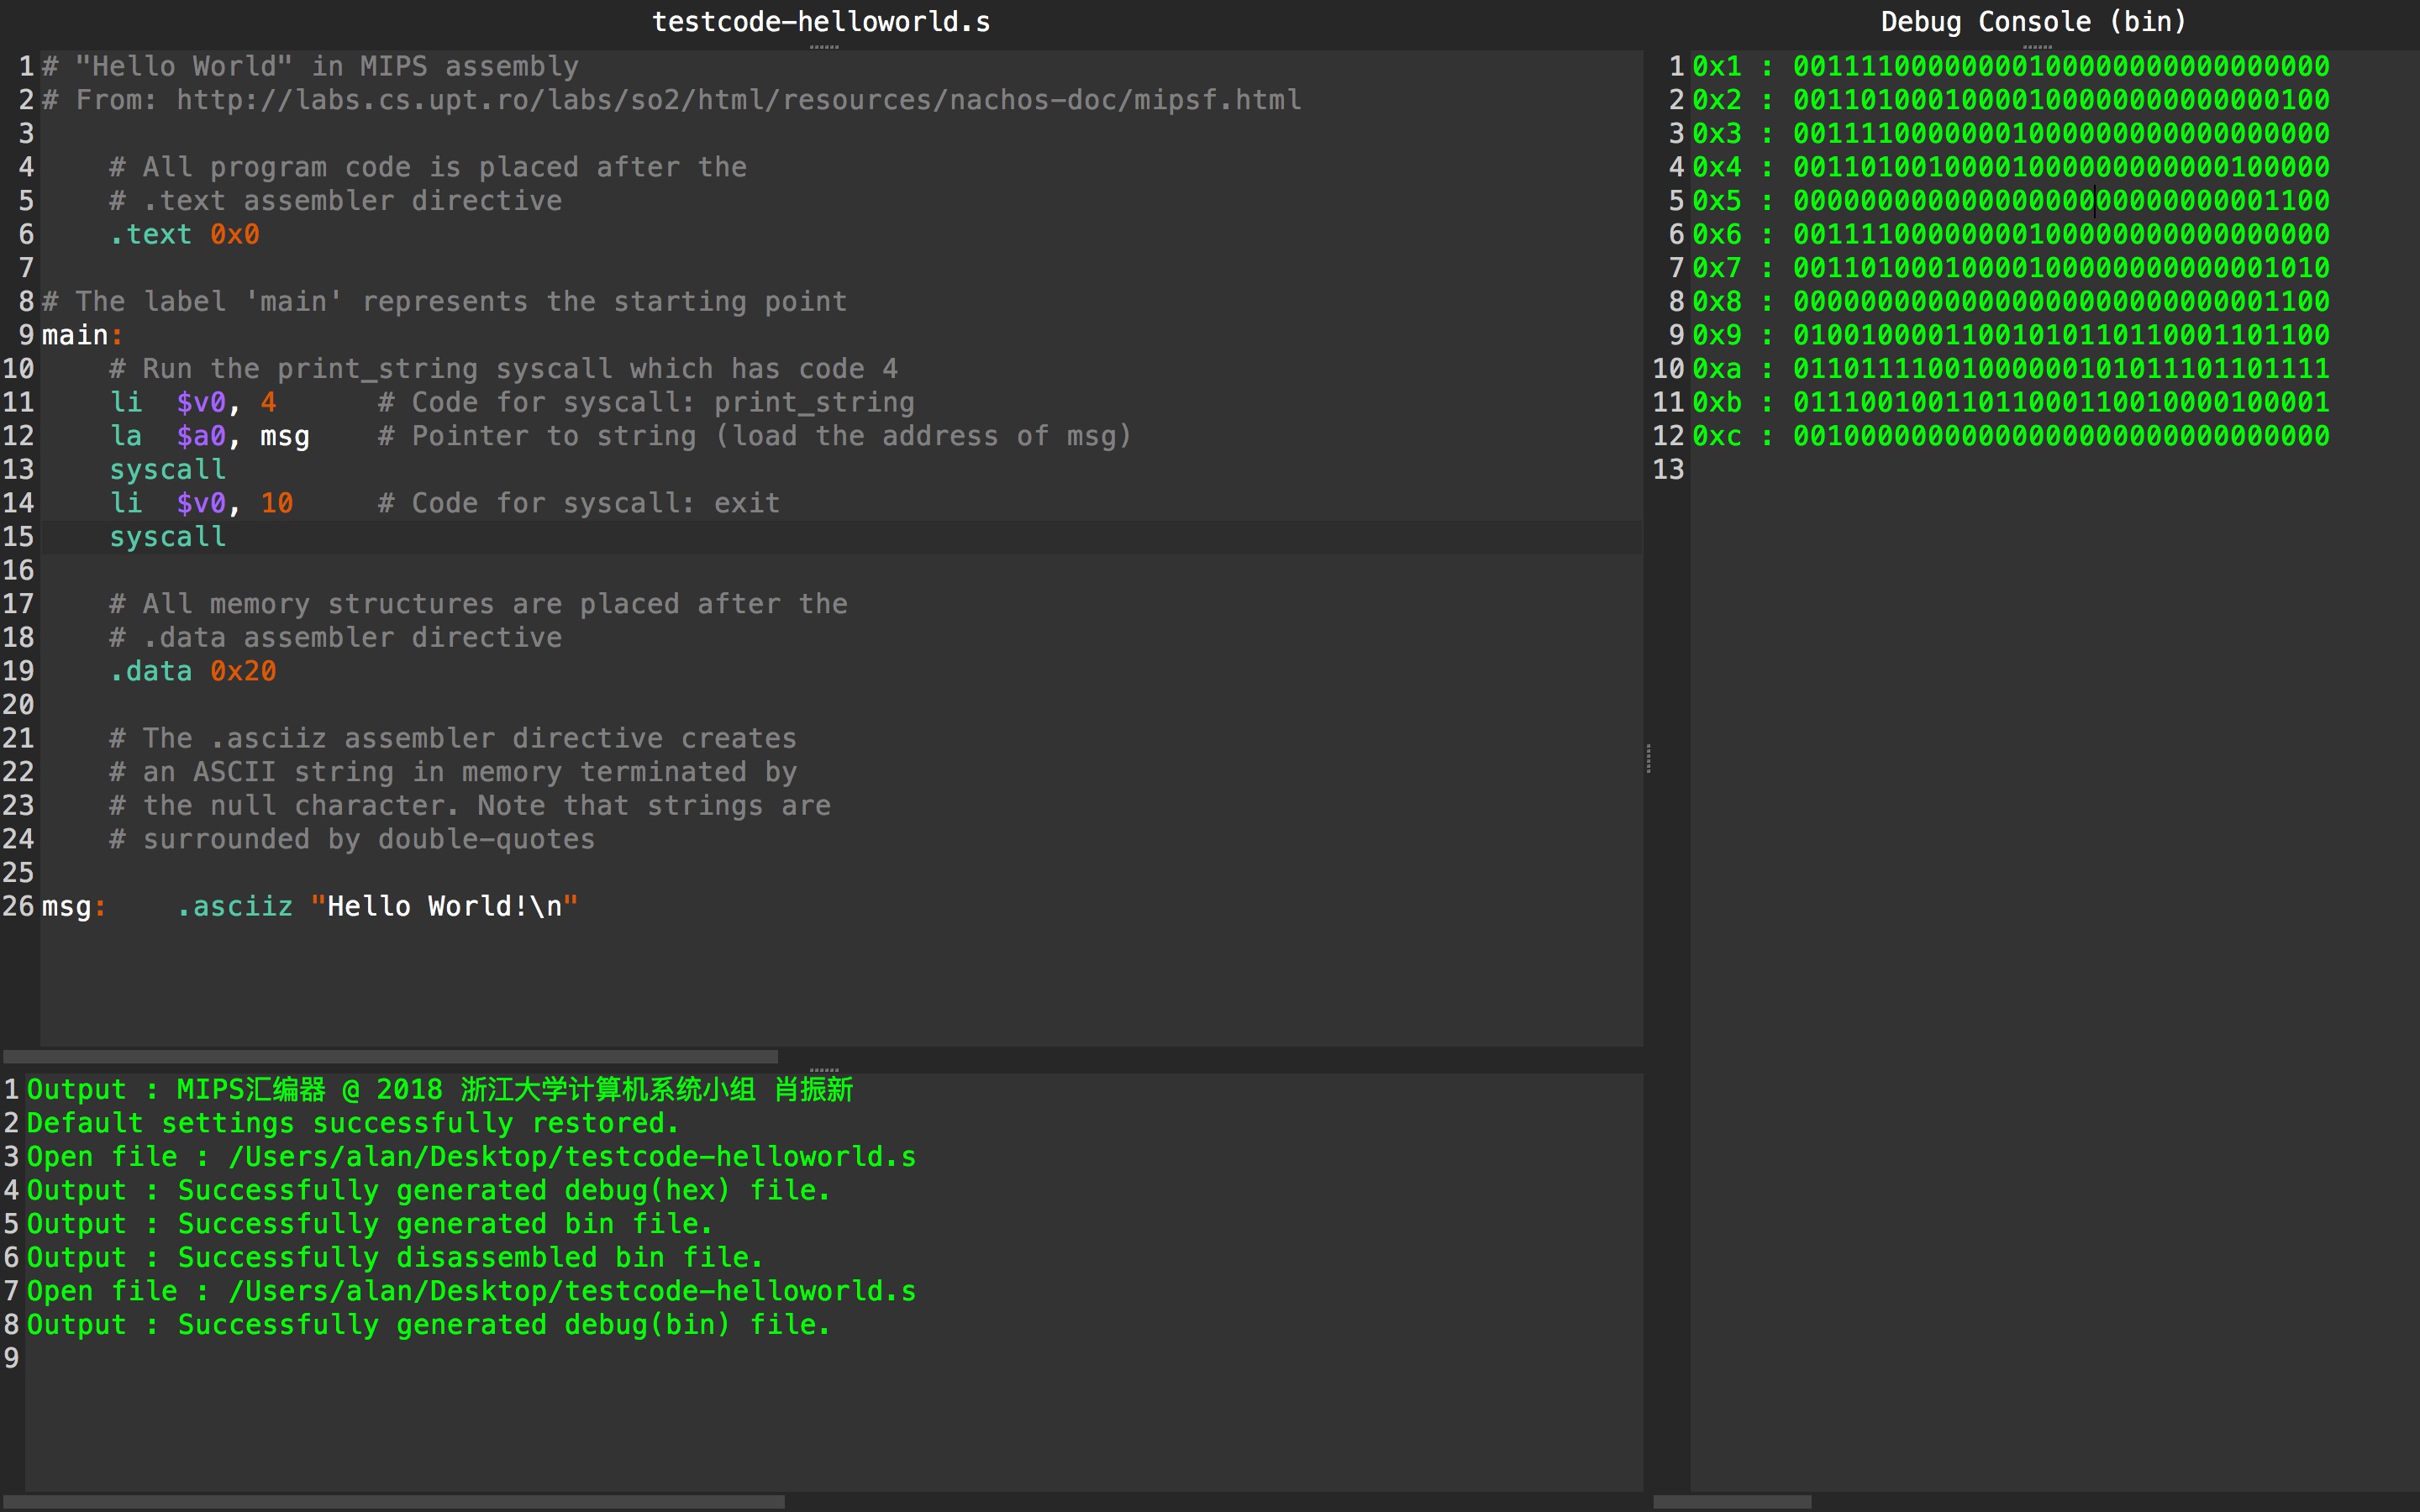 testcode-helloworld.s
1 # "Hello World" in MIPS assembly
2 # From: http://labs.cs.upt.ro/labs/so2/html/resources/nachos-doc/mipsf.html
3
4     # All program code is placed after the
5     # .text assembler directive
6     .text 0x0
7
8 # The label 'main' represents the starting point
9 main:
10     # Run the print_string syscall which has code 4
11     li  $v0, 4      # Code for syscall: print_string
12     la  $a0, msg    # Pointer to string (load the address of msg)
13     syscall
14     li  $v0, 10     # Code for syscall: exit
15     syscall
16
17     # All memory structures are placed after the
18     # .data assembler directive
19     .data 0x20
20
21     # The .asciiz assembler directive creates
22     # an ASCII string in memory terminated by
23     # the null character. Note that strings are
24     # surrounded by double-quotes
25
26 msg:    .asciiz "Hello World!\n"
1 Output : MIPS汇编器 @ 2018 浙江大学计算机系统小组 肖振新
2 Default settings successfully restored.
3 Open file : /Users/alan/Desktop/testcode-helloworld.s
4 Output : Successfully generated debug(hex) file.
5 Output : Successfully generated bin file.
6 Output : Successfully disassembled bin file.
7 Open file : /Users/alan/Desktop/testcode-helloworld.s
8 Output : Successfully generated debug(bin) file.
9
Debug Console (bin)
1 0x1 : 00111100000000100000000000000000
2 0x2 : 00110100010000100000000000000100
3 0x3 : 00111100000001000000000000000000
4 0x4 : 00110100100001000000000000100000
5 0x5 : 00000000000000000000000000001100
6 0x6 : 00111100000000100000000000000000
7 0x7 : 00110100010000100000000000001010
8 0x8 : 00000000000000000000000000001100
9 0x9 : 01001000011001010110110001101100
10 0xa : 01101111001000000101011101101111
11 0xb : 01110010011011000110010000100001
12 0xc : 00100000000000000000000000000000
13